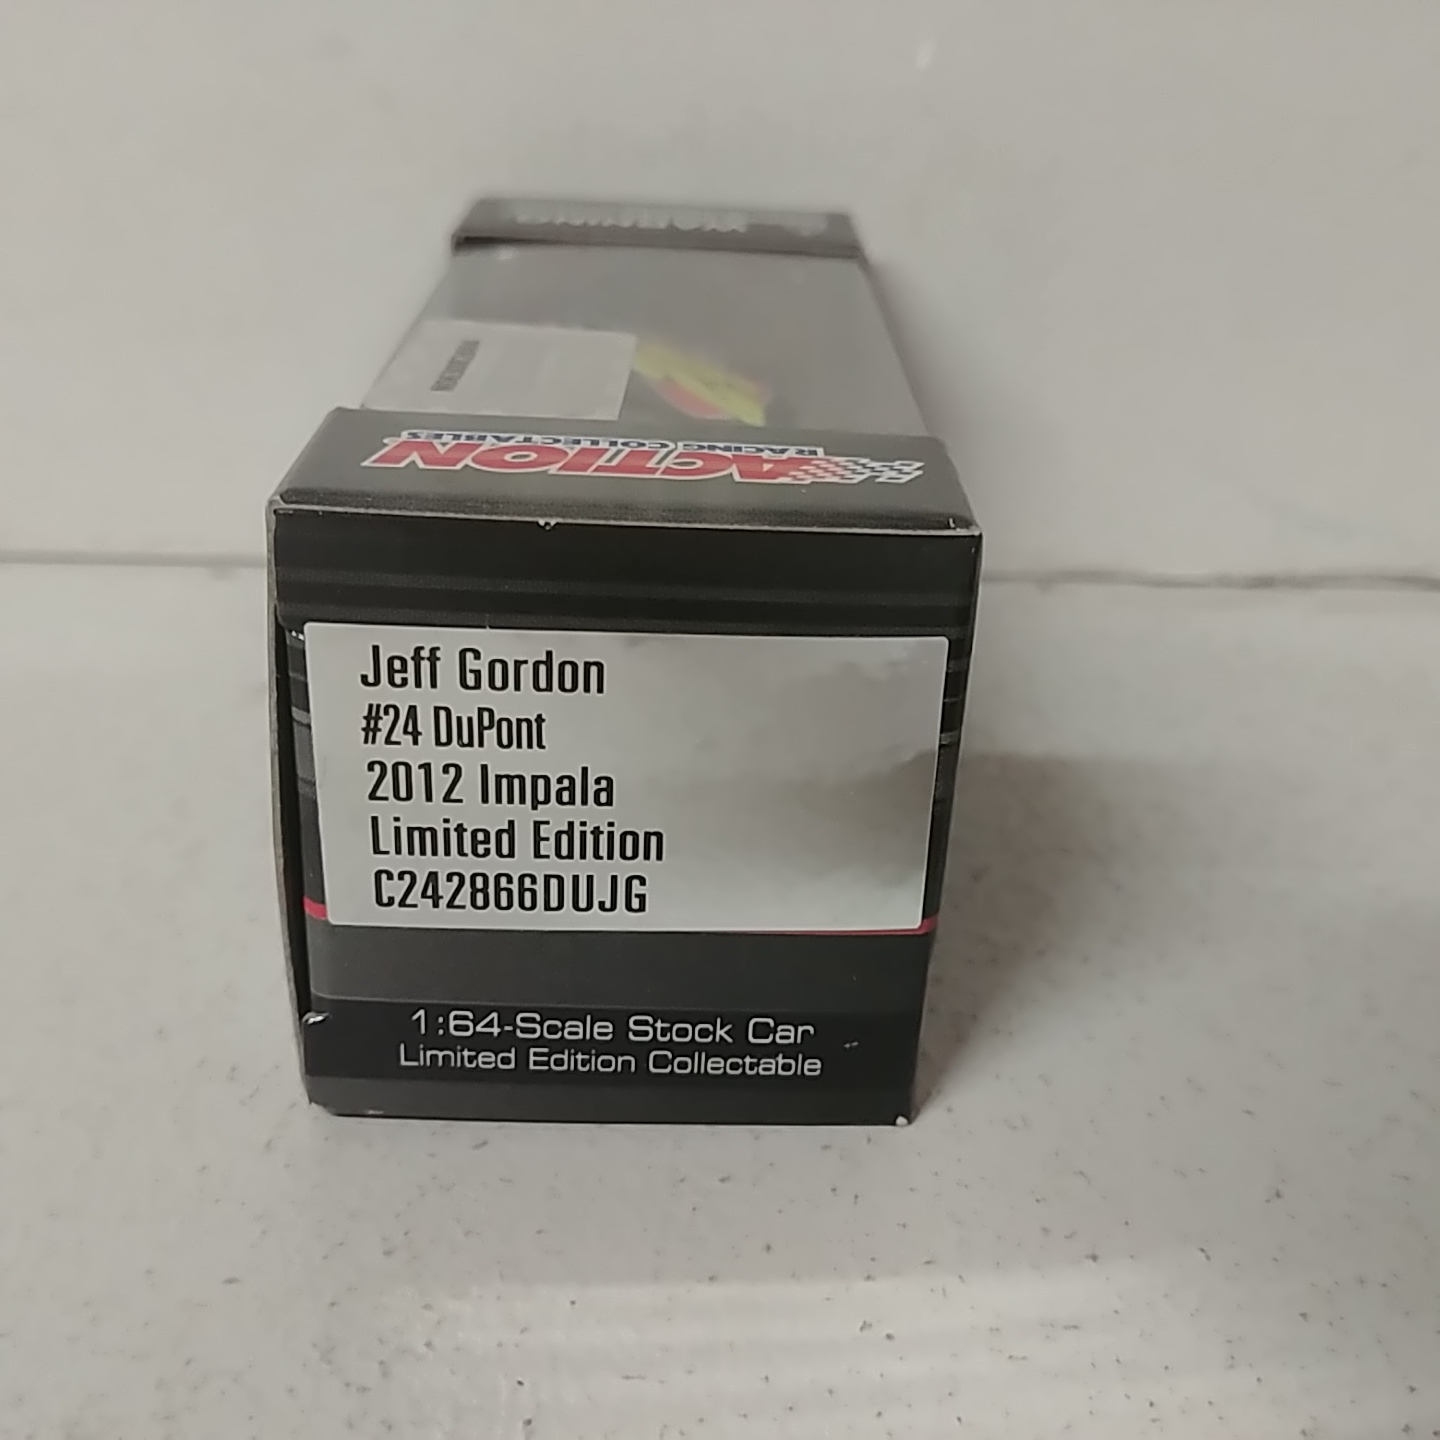 ACTION
RACING COLLECTABLES
Jeff Gordon
#24 DuPont
2012 Impala
Limited Edition
C242866DUJG
1:64-Scale Stock Car
Limited Edition Collectable